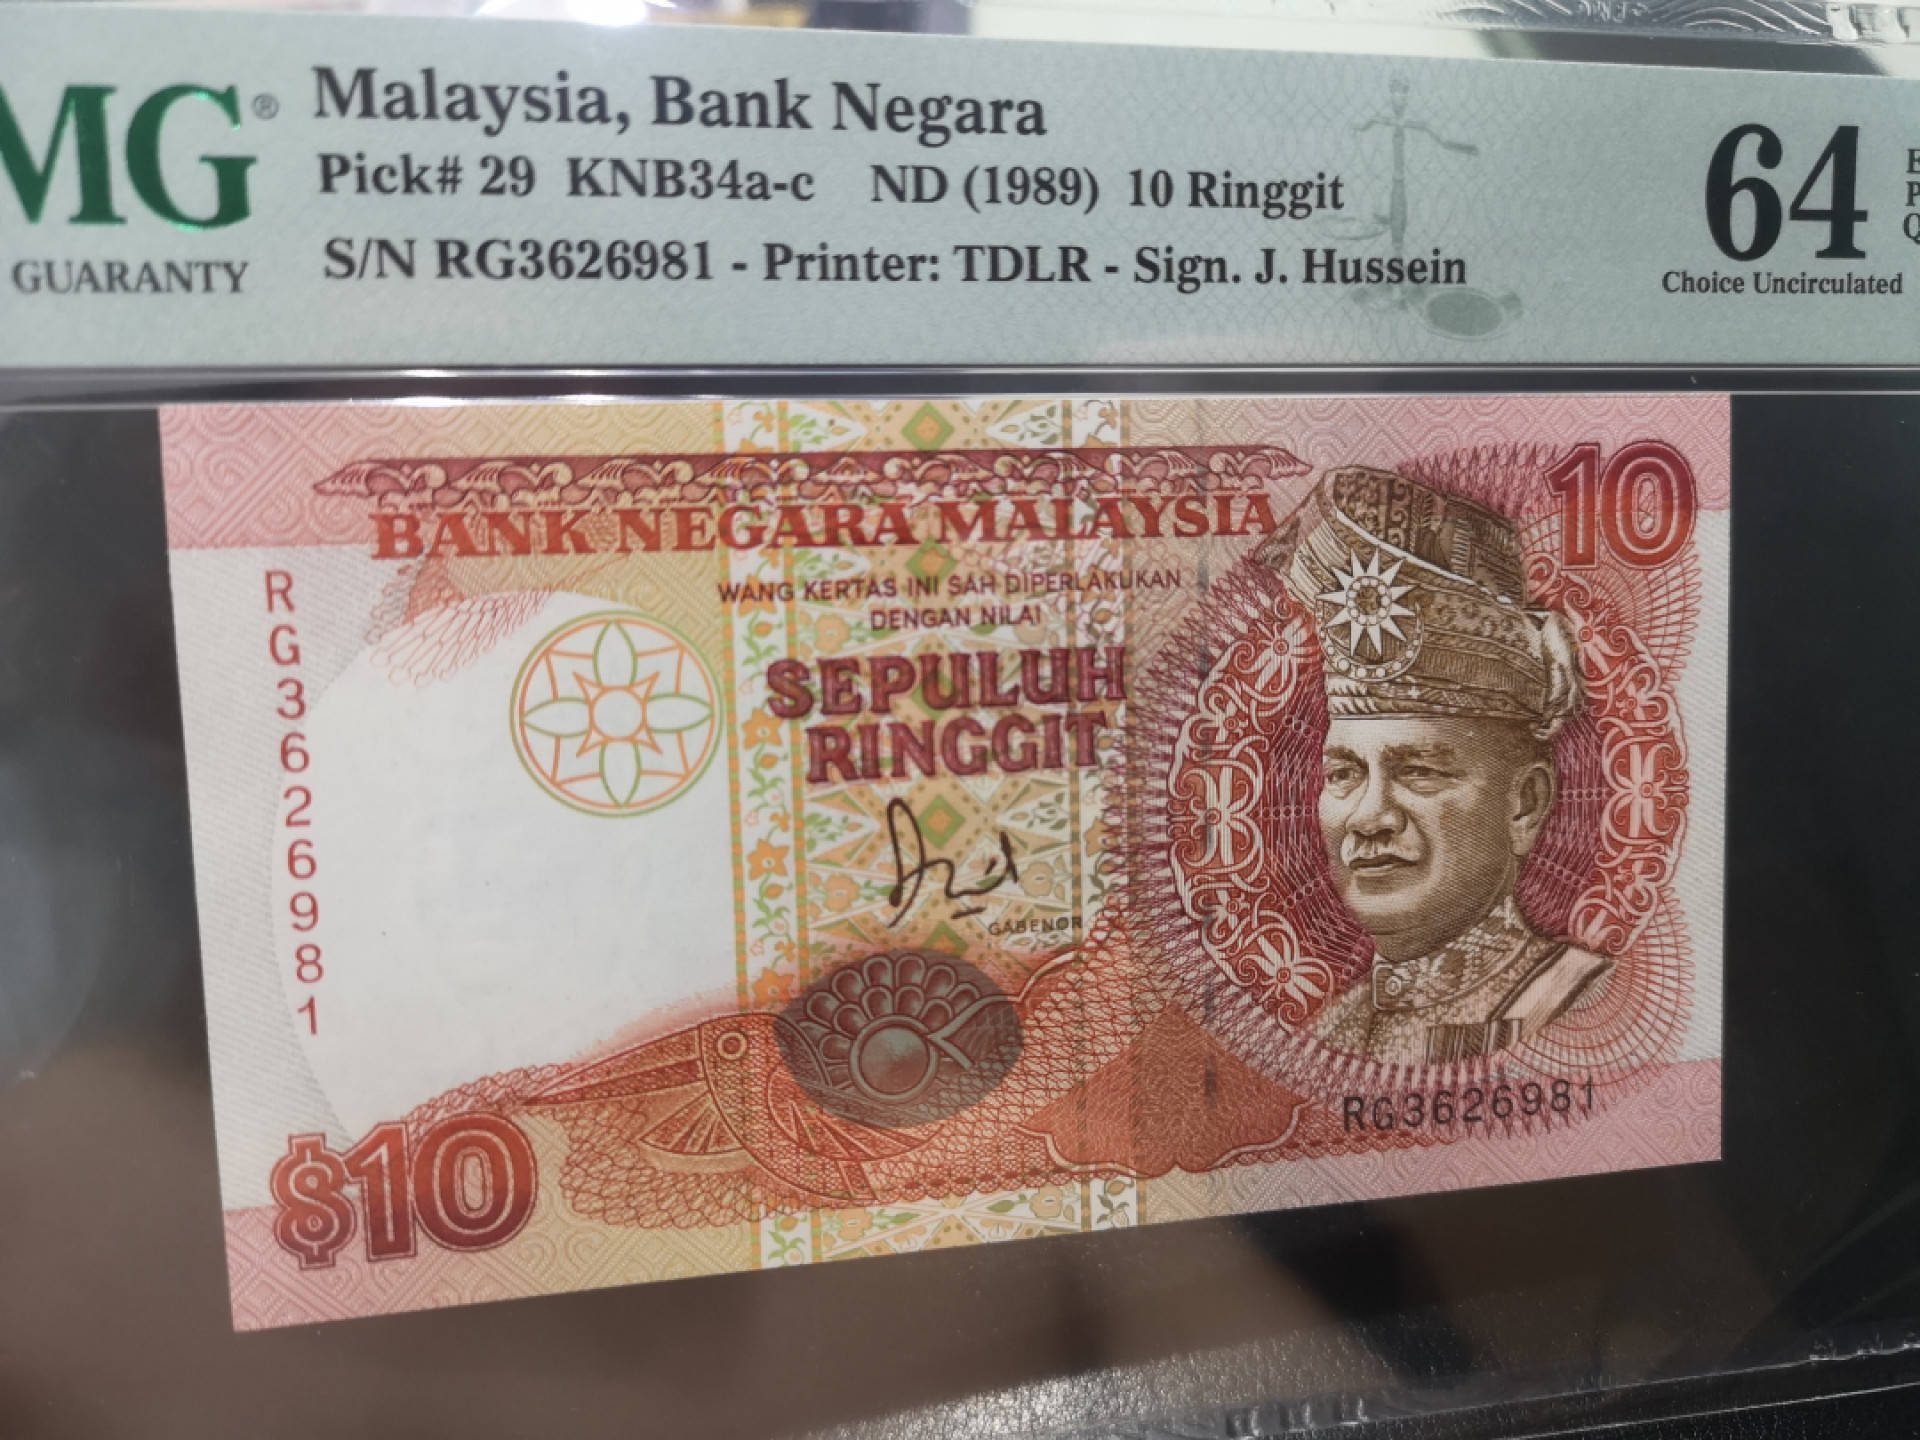 MG®
GUARANTY
Malaysia, Bank Negara
Pick# 29 KNB34a-c ND (1989) 10 Ringgit
S/N RG3626981 - Printer: TDLR - Sign. J. Hussein
64
E
P
Q
Choice Uncirculated
10
BANK NEGARA MALAYSIA
WANG KERTAS INI SAH DIPERLAKUKAN
DENGAN NILAI
SEPULUH
RINGGIT
GABENOR
RG3626981
RG3626981
$10